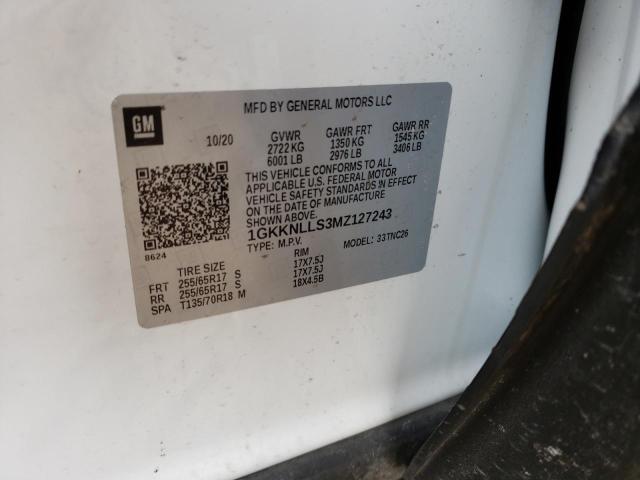 GM
MFD BY GENERAL MOTORS LLC
10/20 GVWR GAWR FRT GAWR RR
2722 KG 1350 KG 1545 KG
6001 LB 2976 LB 3406 LB
THIS VEHICLE CONFORMS TO ALL
APPLICABLE U.S. FEDERAL MOTOR
VEHICLE SAFETY STANDARDS IN EFFECT
ON THE DATE OF MANUFACTURE
SHOWN ABOVE.
1GKKNLLS3MZ127243
8624 TYPE: M.P.V. MODEL: 33TNC26
TIRE SIZE RIM
FRT 255/65R17 S 17X7.5J
RR 255/65R17 S 17X7.5J
SPA T135/70R18 M 18X4.5B